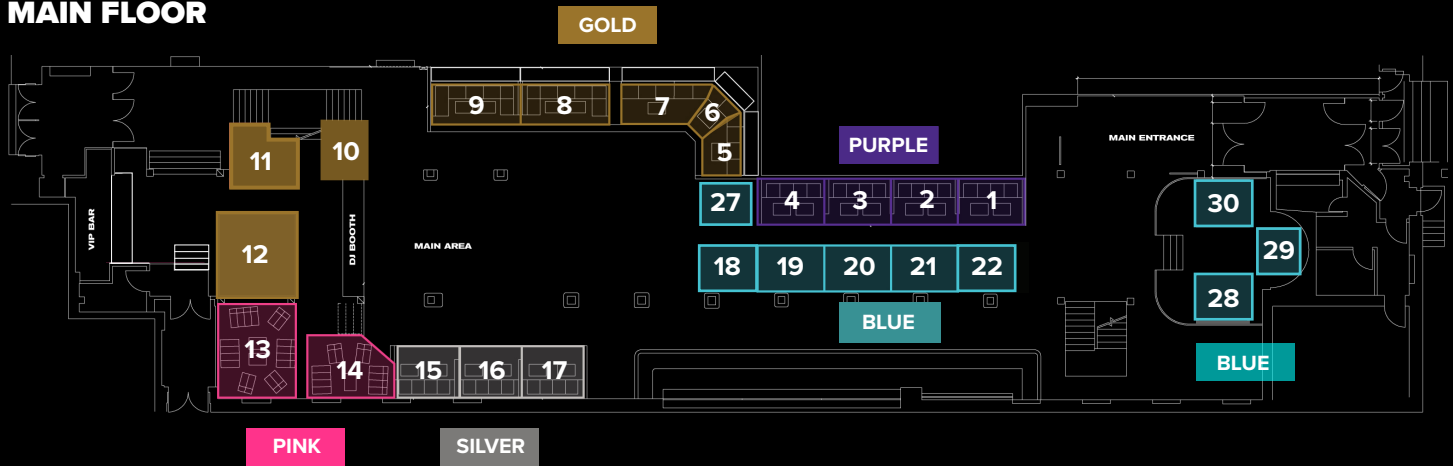 MAIN FLOOR
GOLD
9
8
7
6
5
11
10
PURPLE
MAIN ENTRANCE
27
4
3
2
1
30
VIP BAR
12
DJ BOOTH
MAIN AREA
29
18
19
20
21
22
28
BLUE
13
14
15
16
17
BLUE
PINK
SILVER